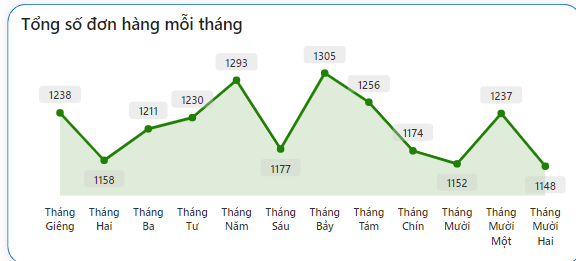 Tổng số đơn hàng mỗi tháng
1238
1158
1211
1230
1293
1177
1305
1256
1174
1152
1237
1148
Tháng Giêng
Tháng Hai
Tháng Ba
Tháng Tư
Tháng Năm
Tháng Sáu
Tháng Bảy
Tháng Tám
Tháng Chín
Tháng Mười
Tháng Mười Một
Tháng Mười Hai